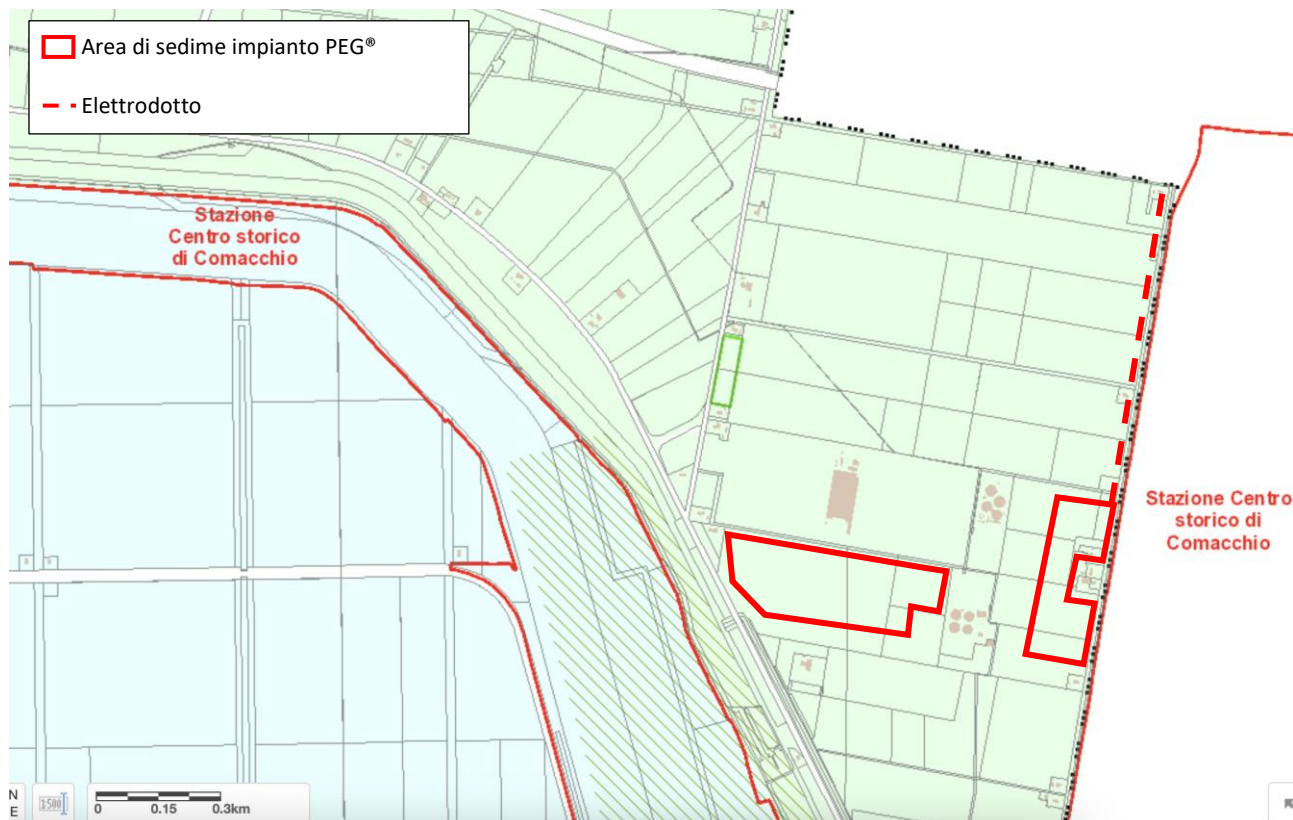 Area di sedime impianto PEG®
Elettrodotto
Stazione
Centro storico
di Comacchio
Stazione Centro
storico di
Comacchio
N
E
1:500
0 0.15 0.3km